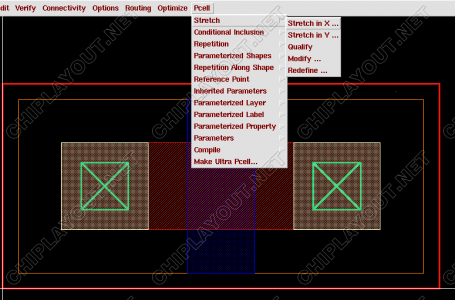 dit Verify Connectivity Options Routing Optimize Pcell
Stretch
Conditional Inclusion
Repetition
Parameterized Shapes
Repetition Along Shape
Reference Point
Inherited Parameters
Parameterized Layer
Parameterized Label
Parameterized Property
Parameters
Compile
Make Ultra Pcell...
Stretch in X ...
Stretch in Y ...
Qualify
Modify ...
Redefine ...
CHIPLAYOUT.NET
CHIPLAYOUT.NET
CHIPLAYOUT.NET
CHIPLAYOUT.NET
CHIPLAYOUT.NET
CHIPLAYOUT.NET